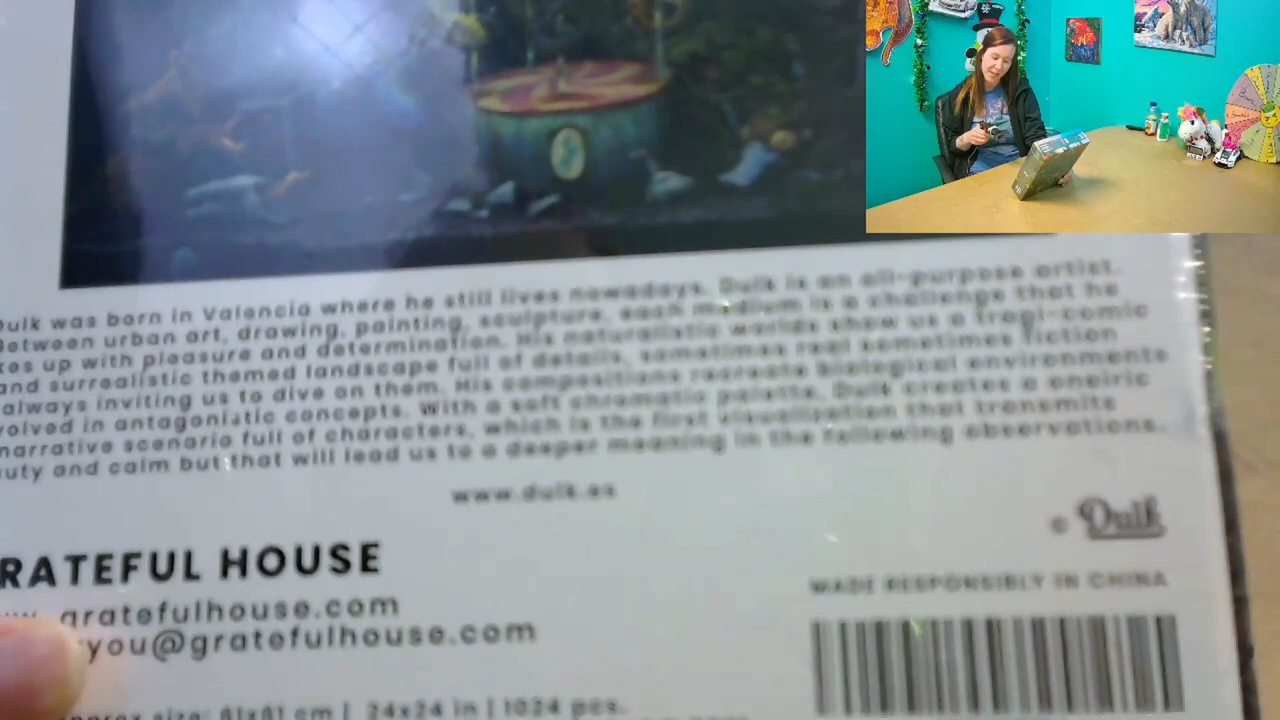 Dulk was born in Valencia where he still lives nowadays. Dulk is an all-purpose artist.
Between urban art, drawing, painting, sculpture, each medium is a challenge that he
kes up with pleasure and determination. His naturalistic worlds show us a tragi-comic
and surrealistic themed landscape full of details, sometimes real sometimes fiction
always inviting us to dive on them. His compositions recreate biological environments
volved in antagonistic concepts. With a soft chromatic palette, Dulk creates a oneiric
narrative scenario full of characters, which is the first visualization that transmits
uty and calm but that will lead us to a deeper meaning in the following observations.
www.dulk.es
© Dulk
RATEFUL HOUSE
MADE RESPONSIBLY IN CHINA
gratefulhouse.com
you@gratefulhouse.com
approx size: 61x61 cm | 24x24 in | 1024 pcs.